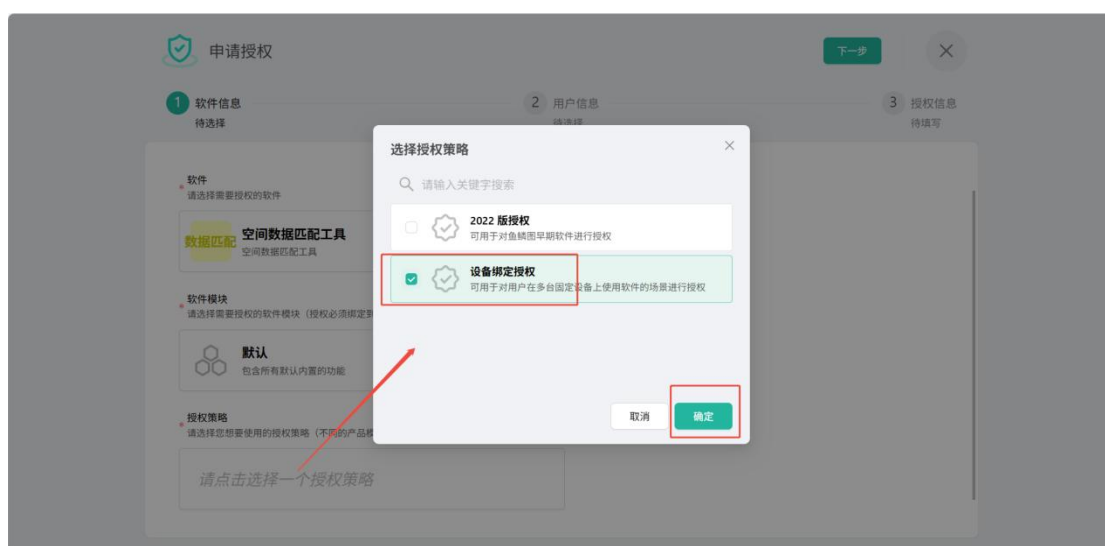 申请授权
下一步
1 软件信息
待选择
2 用户信息
待选择
3 授权信息
待填写
* 软件
请选择需要授权的软件
数据匹配
空间数据匹配工具
空间数据匹配工具
* 软件模块
请选择需要授权的软件模块（授权必须绑定到
默认
包含所有默认内置的功能
* 授权策略
请选择您想要使用的授权策略（不同的产品模
请点击选择一个授权策略
选择授权策略
请输入关键字搜索
2022 版授权
可用于对鱼鳞图早期软件进行授权
设备绑定授权
可用于对用户在多台固定设备上使用软件的场景进行授权
取消
确定